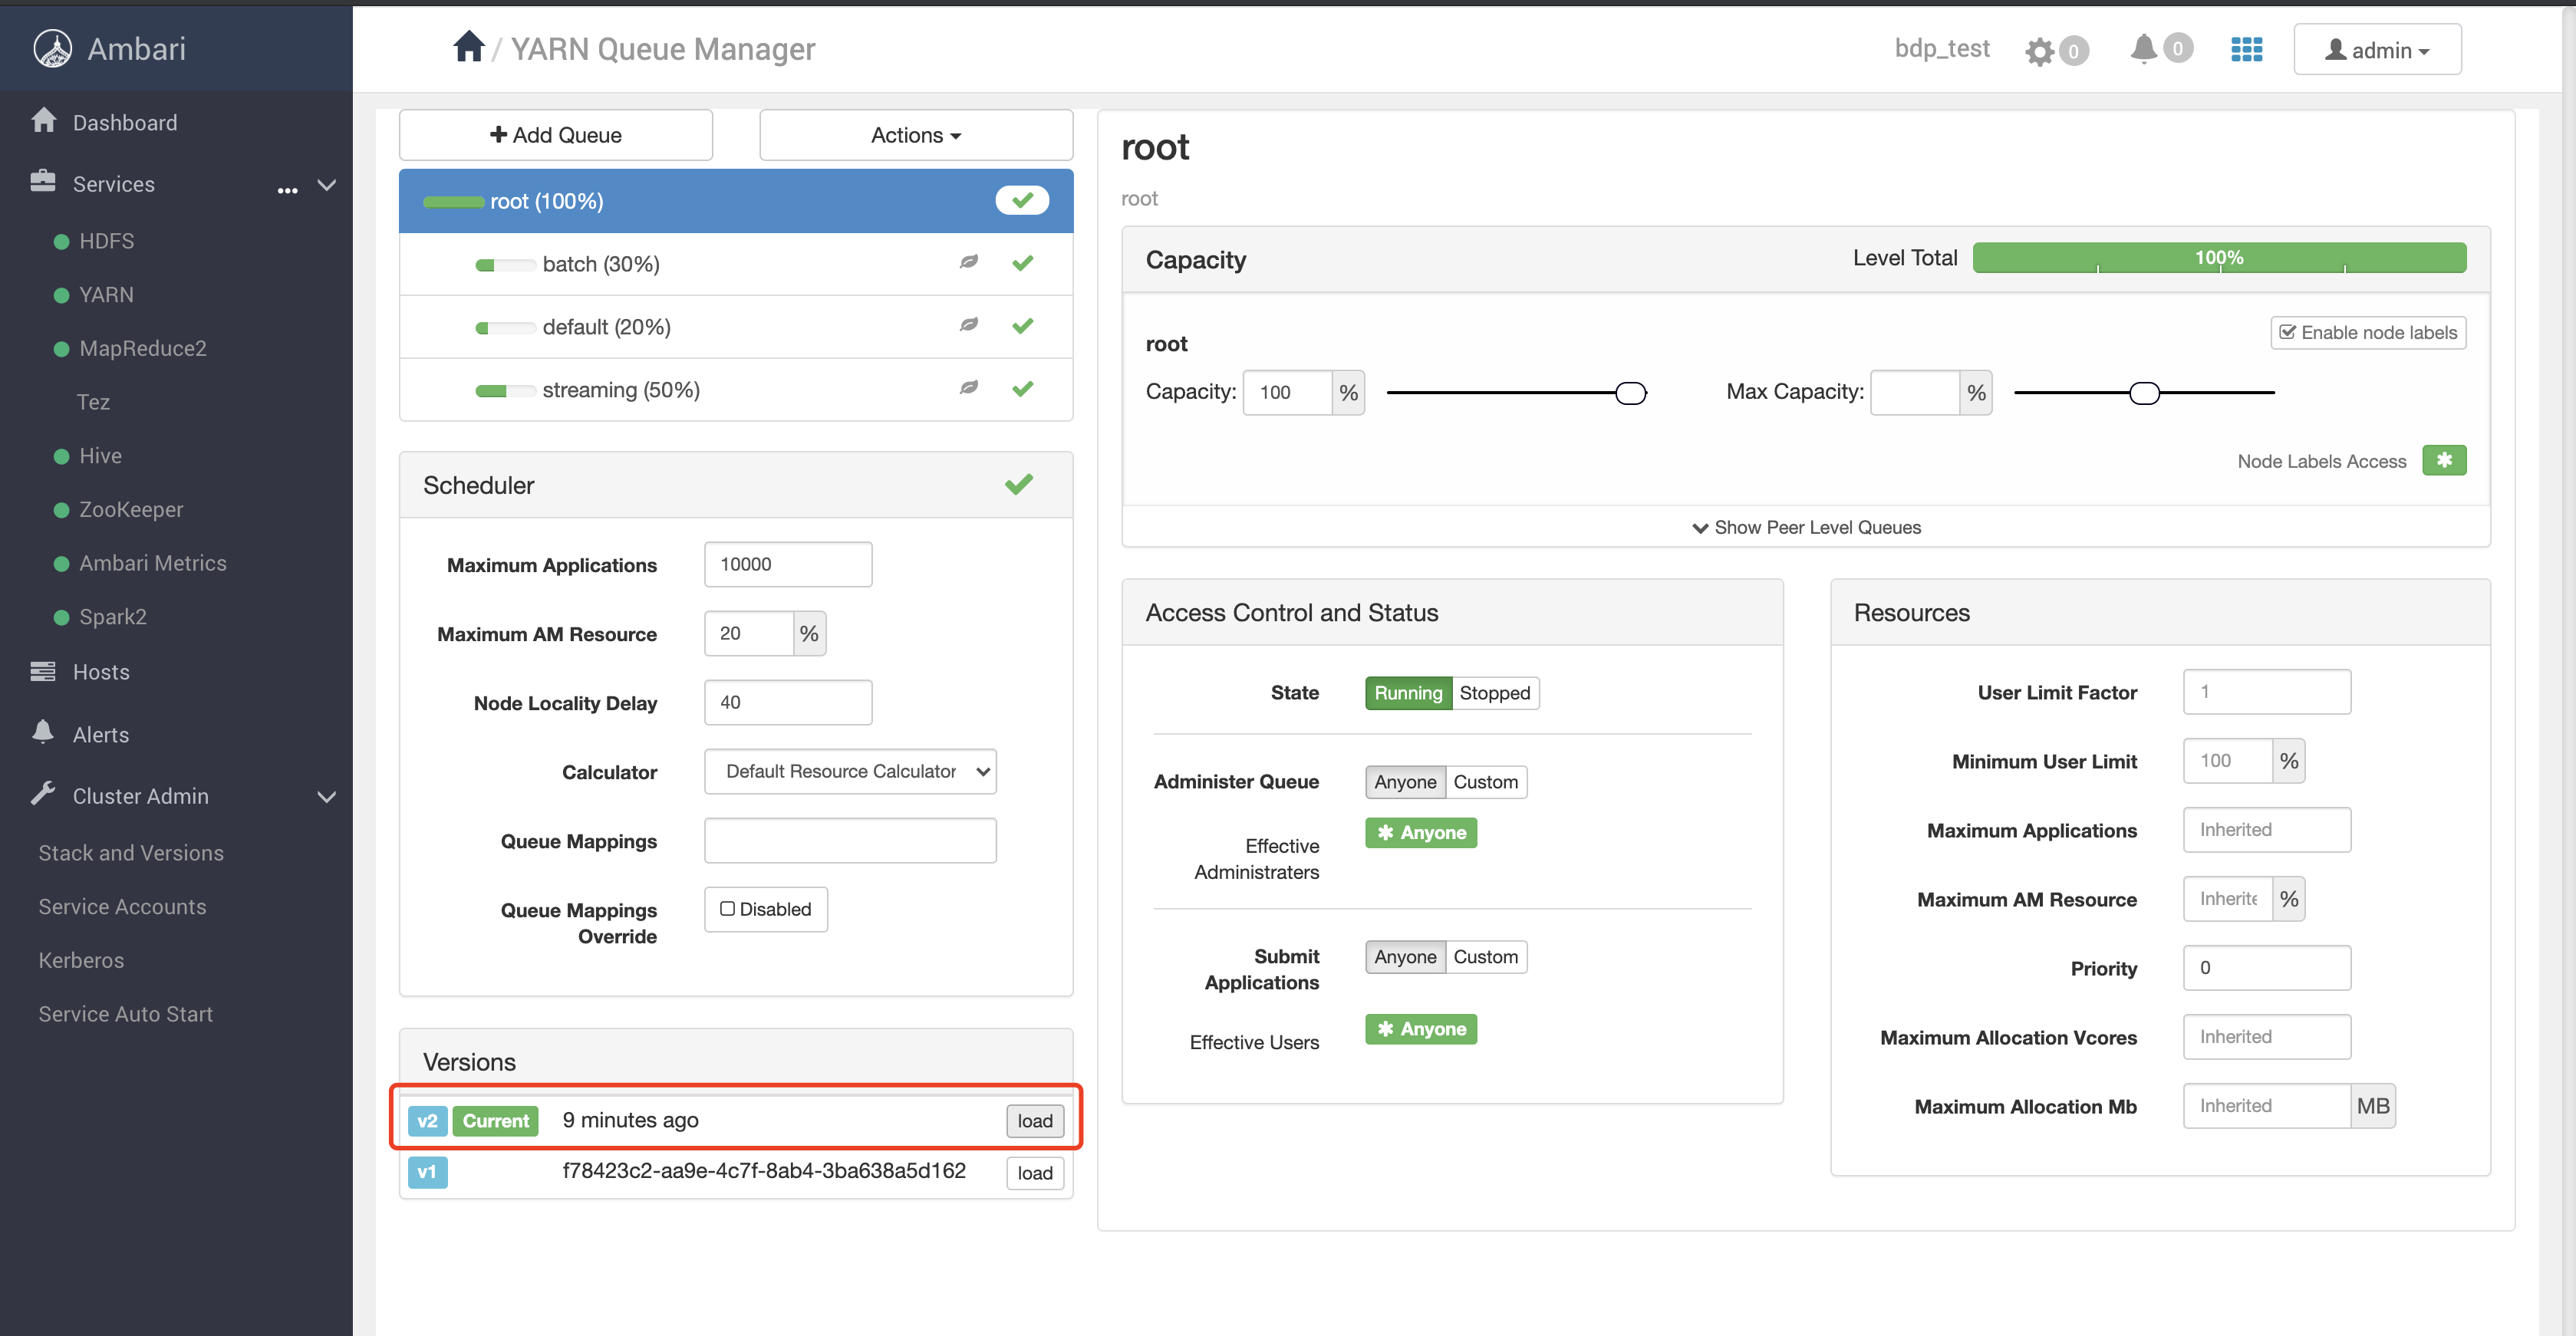 Ambari
/ YARN Queue Manager
bdp_test
0
0
admin
Dashboard
Services
...
HDFS
YARN
MapReduce2
Tez
Hive
ZooKeeper
Ambari Metrics
Spark2
Hosts
Alerts
Cluster Admin
Stack and Versions
Service Accounts
Kerberos
Service Auto Start
Add Queue
Actions
root (100%)
batch (30%)
default (20%)
streaming (50%)
Scheduler
Maximum Applications
10000
Maximum AM Resource
20 %
Node Locality Delay
40
Calculator
Default Resource Calculator
Queue Mappings
Queue Mappings
Override
Disabled
Versions
v2 Current 9 minutes ago load
v1 f78423c2-aa9e-4c7f-8ab4-3ba638a5d162 load
root
root
Capacity
Level Total 100%
Enable node labels
root
Capacity: 100 %
Max Capacity: %
Node Labels Access
Show Peer Level Queues
Access Control and Status
State
Running Stopped
Administer Queue
Anyone Custom
Effective
Administraters
Anyone
Submit
Applications
Anyone Custom
Effective Users
Anyone
Resources
User Limit Factor
1
Minimum User Limit
100 %
Maximum Applications
Inherited
Maximum AM Resource
Inherite %
Priority
0
Maximum Allocation Vcores
Inherited
Maximum Allocation Mb
Inherited MB